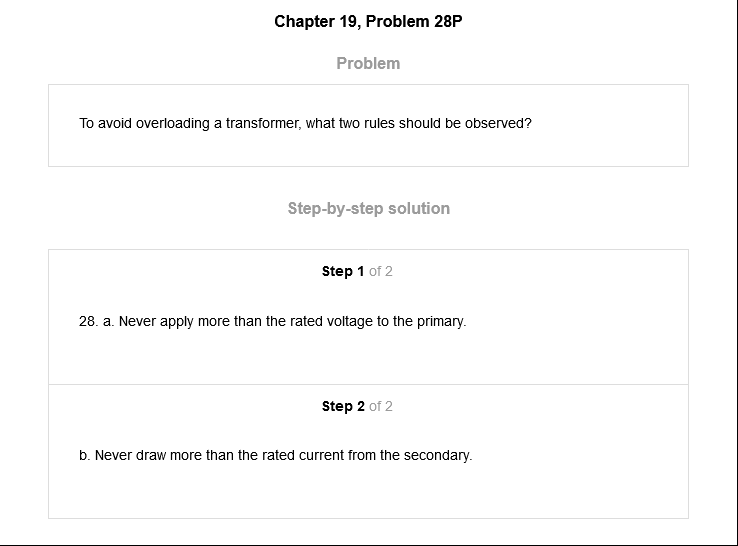 Chapter 19, Problem 28P
Problem
To avoid overloading a transformer, what two rules should be observed?
Step-by-step solution
Step 1 of 2
28. a. Never apply more than the rated voltage to the primary.
Step 2 of 2
b. Never draw more than the rated current from the secondary.